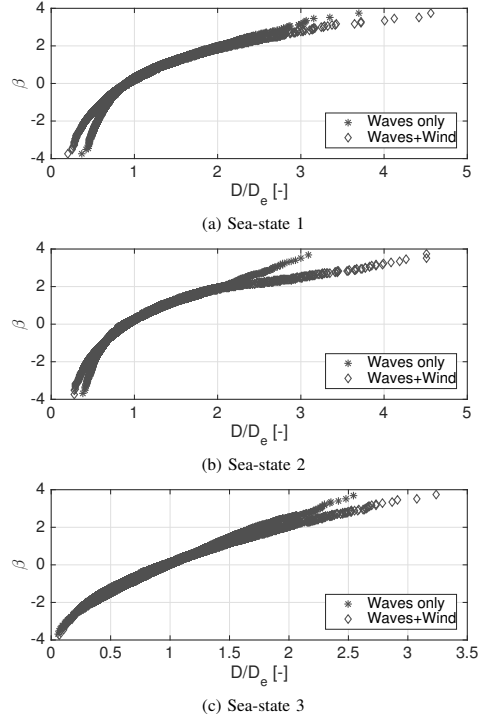 4
2
0
-2
-4
β
Waves only
Waves+Wind
0 1 2 3 4 5
D/D_e [-]
(a) Sea-state 1
4
2
0
-2
-4
β
Waves only
Waves+Wind
0 1 2 3 4 5
D/D_e [-]
(b) Sea-state 2
4
2
0
-2
-4
β
Waves only
Waves+Wind
0 0.5 1 1.5 2 2.5 3 3.5
D/D_e [-]
(c) Sea-state 3